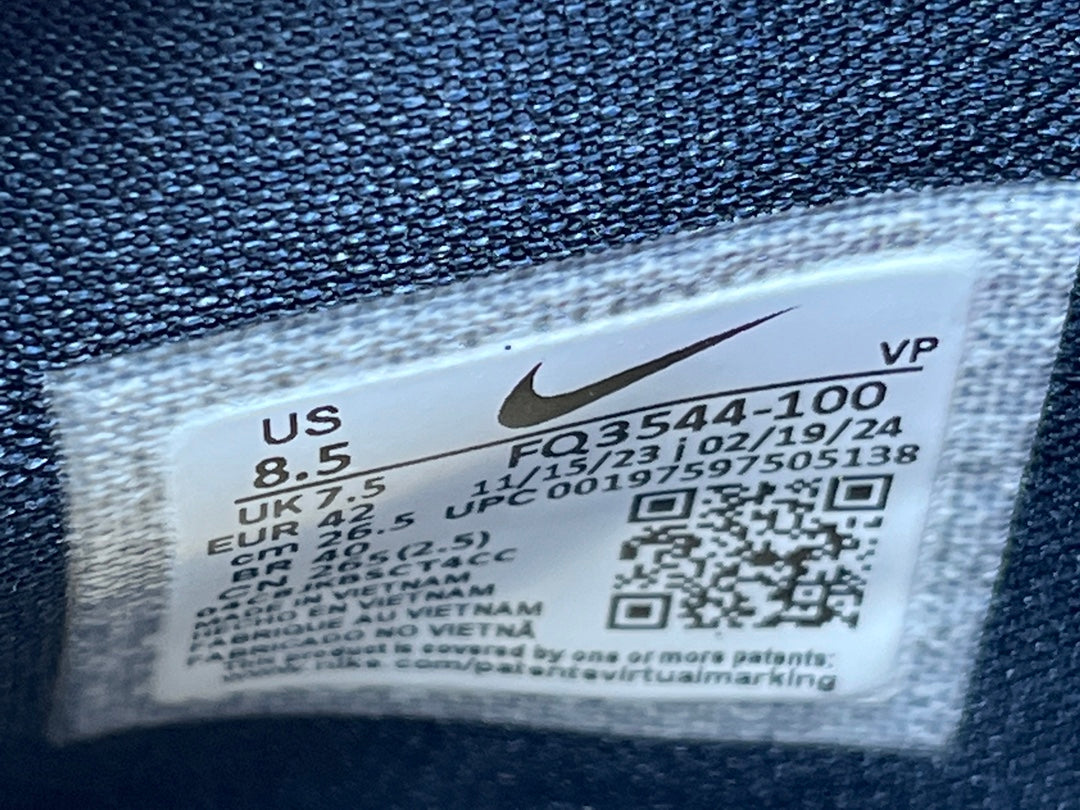 VP
US
8.5
FQ3544-100
11/15/23 j 02/19/24
UK 7.5
UPC 00197597505138
EUR 42
cm 26.5
BR 40
CN 265(2.5)
MADE IN VIETNAM
HECHO EN VIETNAM
FABRIQUE AU VIETNAM
FABRICADO NO VIETNÃ
This product is covered by one or more patents:
www.nike.com/patentsvirtualmarking